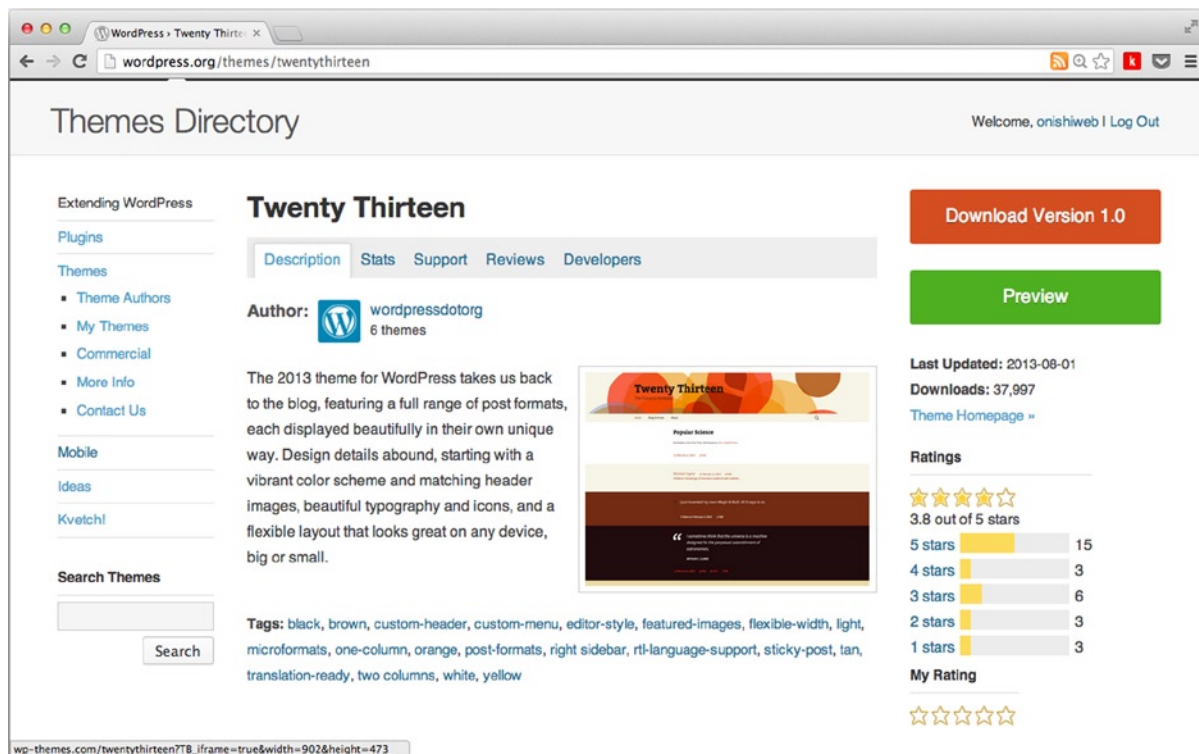 WordPress › Twenty Thirte
wordpress.org/themes/twentythirteen
Themes Directory
Welcome, onishiweb | Log Out
Extending WordPress
Plugins
Themes
Theme Authors
My Themes
Commercial
More Info
Contact Us
Mobile
Ideas
Kvetch!
Search Themes
Search
Twenty Thirteen
Description Stats Support Reviews Developers
Author: wordpressdotorg
6 themes
The 2013 theme for WordPress takes us back
to the blog, featuring a full range of post formats,
each displayed beautifully in their own unique
way. Design details abound, starting with a
vibrant color scheme and matching header
images, beautiful typography and icons, and a
flexible layout that looks great on any device,
big or small.
Twenty Thirteen
Popular Science
Tags: black, brown, custom-header, custom-menu, editor-style, featured-images, flexible-width, light,
microformats, one-column, orange, post-formats, right sidebar, rtl-language-support, sticky-post, tan,
translation-ready, two columns, white, yellow
Download Version 1.0
Preview
Last Updated: 2013-08-01
Downloads: 37,997
Theme Homepage »
Ratings
3.8 out of 5 stars
5 stars 15
4 stars 3
3 stars 6
2 stars 3
1 stars 3
My Rating
wp-themes.com/twentythirteen?TB_iframe=true&width=902&height=473